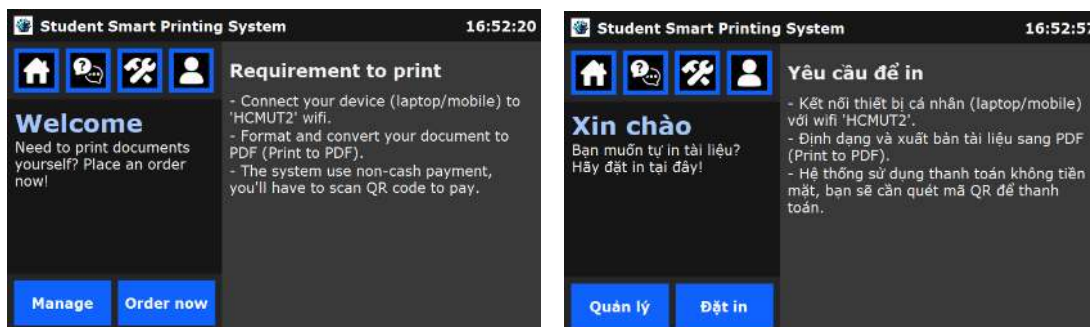 Student Smart Printing System 16:52:20
Welcome
Need to print documents
yourself? Place an order
now!
Manage
Order now
Requirement to print
- Connect your device (laptop/mobile) to
'HCMUT2' wifi.
- Format and convert your document to
PDF (Print to PDF).
- The system use non-cash payment,
you'll have to scan QR code to pay.
Student Smart Printing System 16:52:52
Xin chào
Bạn muốn tự in tài liệu?
Hãy đặt in tại đây!
Quản lý
Đặt in
Yêu cầu để in
- Kết nối thiết bị cá nhân (laptop/mobile)
với wifi 'HCMUT2'.
- Định dạng và xuất bản tài liệu sang PDF
(Print to PDF).
- Hệ thống sử dụng thanh toán không tiền
mặt, bạn sẽ cần quét mã QR để thanh
toán.